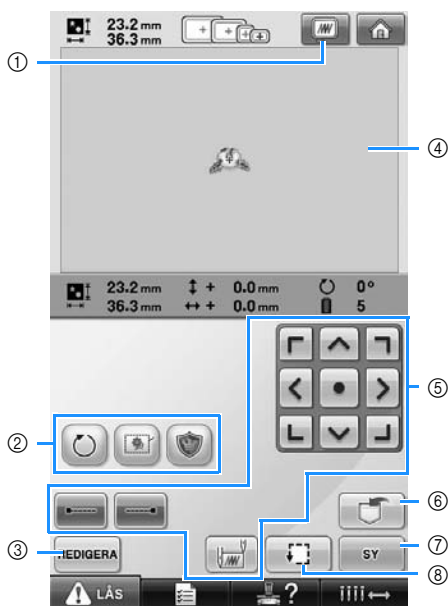 23.2 mm
36.3 mm
①
④
23.2 mm ↕ + 0.0 mm 0°
36.3 mm ↔ + 0.0 mm 5
⑤
②
⑥
③ REDIGERA SY ⑦
⑧
LÅS ?